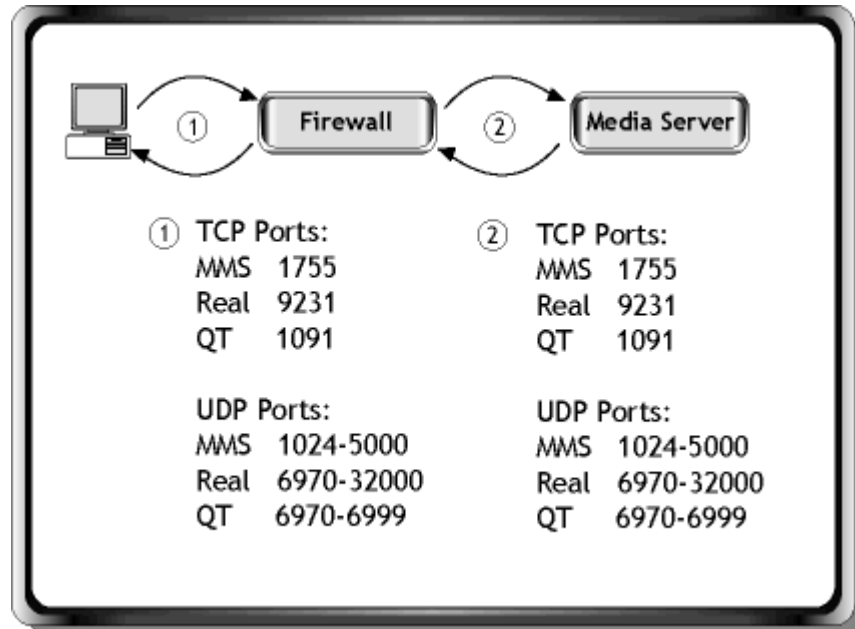 ① Firewall ② Media Server
① TCP Ports:
MMS 1755
Real 9231
QT 1091
UDP Ports:
MMS 1024-5000
Real 6970-32000
QT 6970-6999
② TCP Ports:
MMS 1755
Real 9231
QT 1091
UDP Ports:
MMS 1024-5000
Real 6970-32000
QT 6970-6999